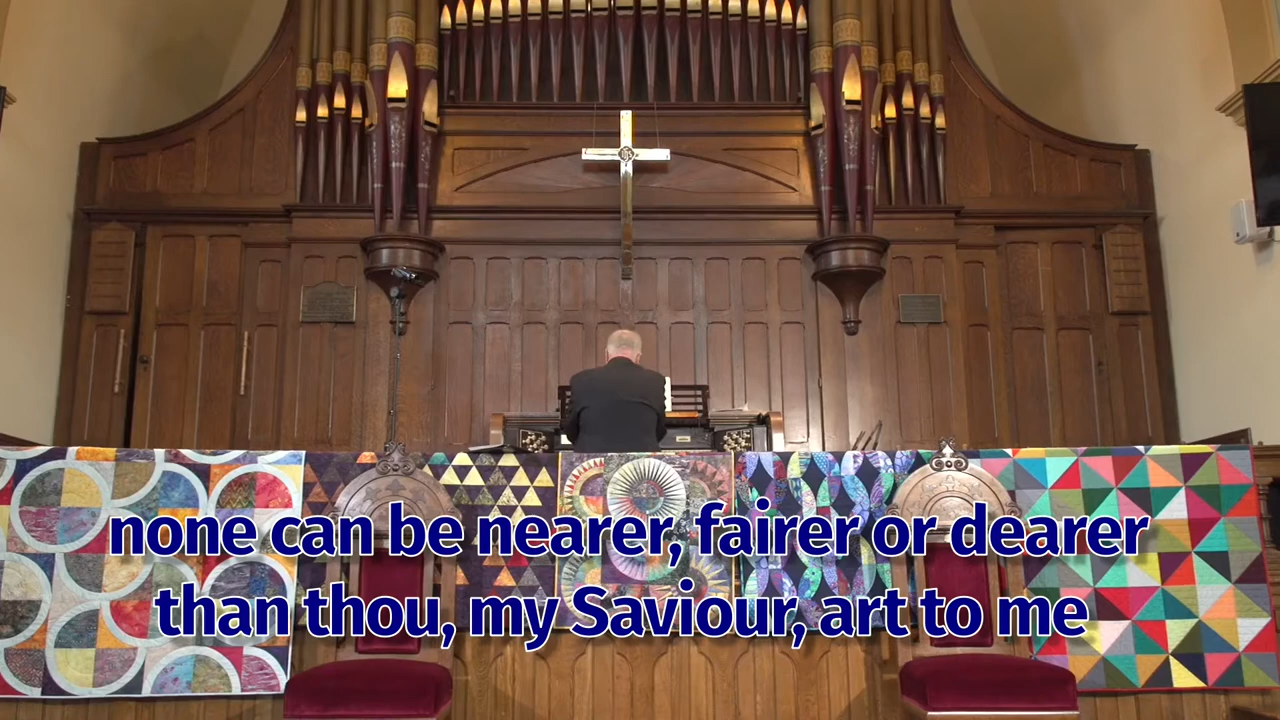 none can be nearer, fairer or dearer
than thou, my Saviour, art to me